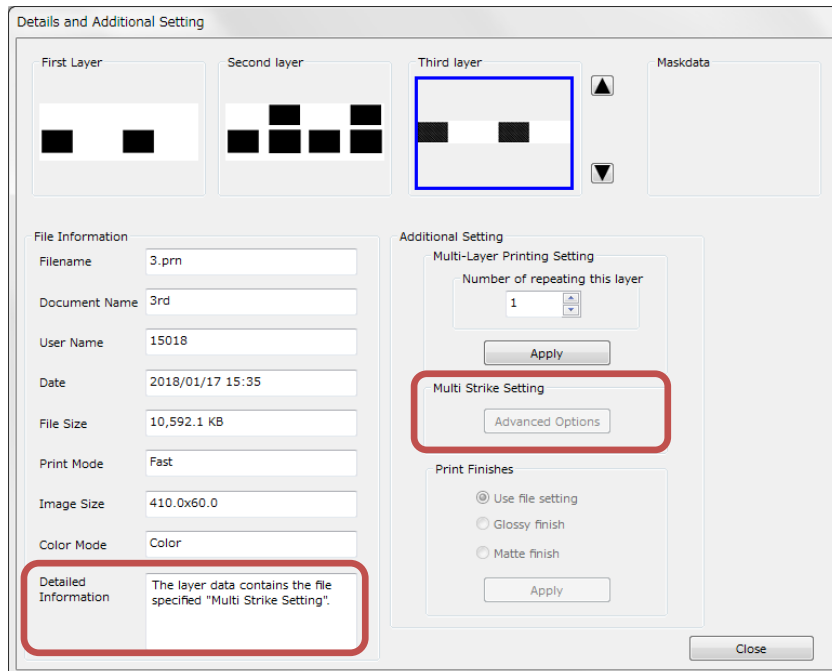 Details and Additional Setting
First Layer
Second layer
Third layer
Maskdata
▲
▼
File Information
Filename
3.prn
Document Name
3rd
User Name
15018
Date
2018/01/17 15:35
File Size
10,592.1 KB
Print Mode
Fast
Image Size
410.0x60.0
Color Mode
Color
Detailed
Information
The layer data contains the file
specified "Multi Strike Setting".
Additional Setting
Multi-Layer Printing Setting
Number of repeating this layer
1
Apply
Multi Strike Setting
Advanced Options
Print Finishes
Use file setting
Glossy finish
Matte finish
Apply
Close